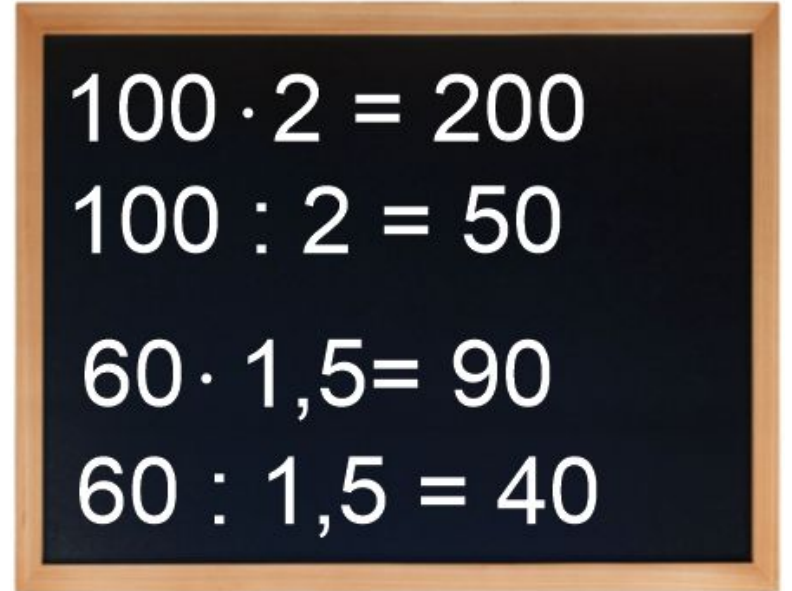 100 · 2 = 200
100 : 2 = 50
60 · 1,5= 90
60 : 1,5 = 40